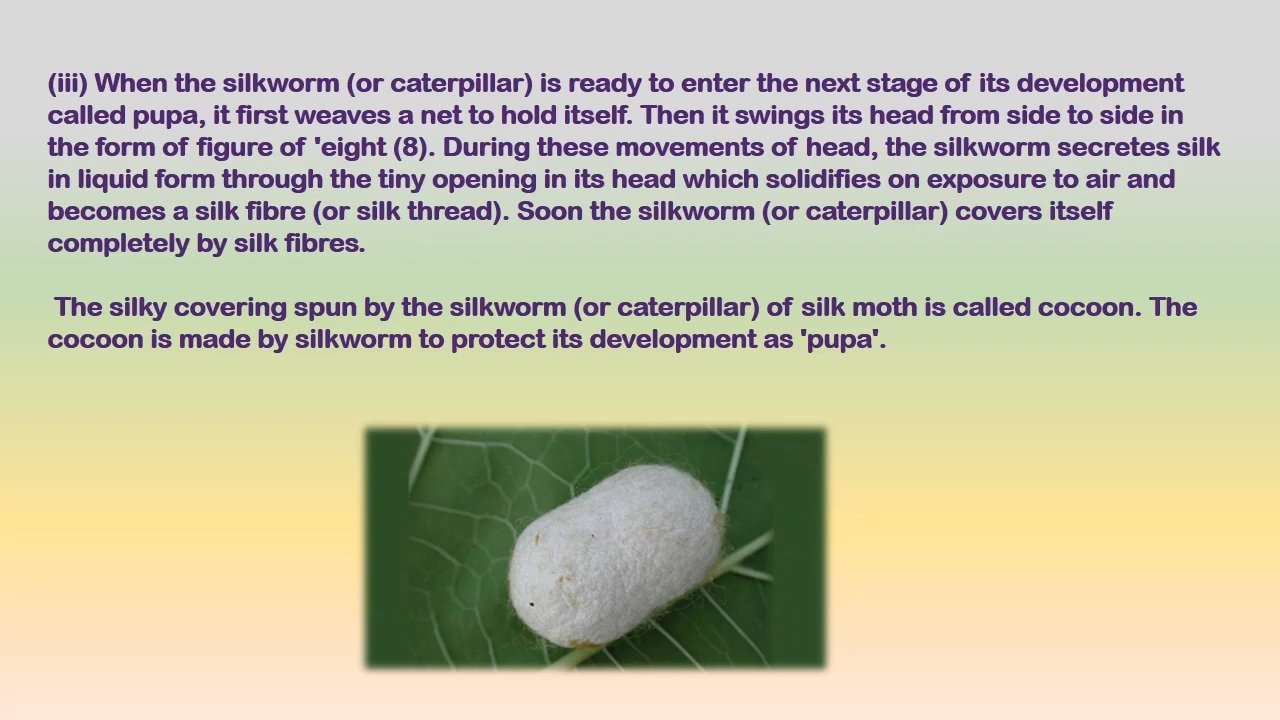 (iii) When the silkworm (or caterpillar) is ready to enter the next stage of its development
called pupa, it first weaves a net to hold itself. Then it swings its head from side to side in
the form of figure of 'eight (8). During these movements of head, the silkworm secretes silk
in liquid form through the tiny opening in its head which solidifies on exposure to air and
becomes a silk fibre (or silk thread). Soon the silkworm (or caterpillar) covers itself
completely by silk fibres.
The silky covering spun by the silkworm (or caterpillar) of silk moth is called cocoon. The
cocoon is made by silkworm to protect its development as 'pupa'.